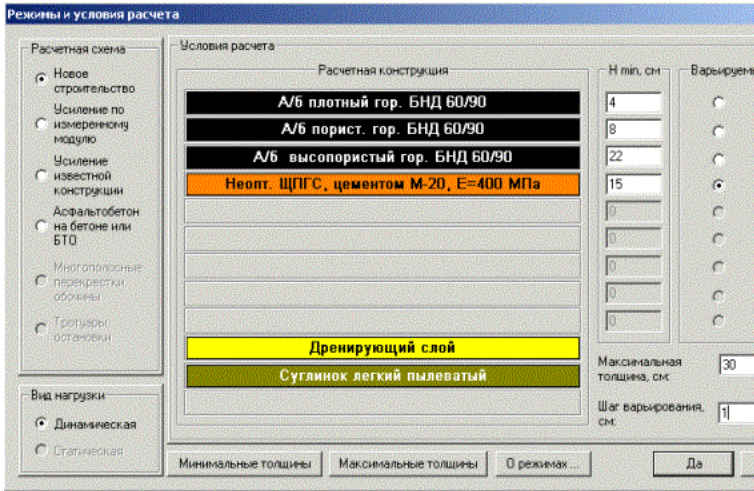 Режимы и условия расчета
Расчетная схема
Новое
строительство
Усиление по
измеренному
модулю
Усиление
известной
конструкции
Асфальтобетон
на бетоне или
БТО
Многополосные
перекрестки
обочины
Тротуары
остановки
Вид нагрузки
Динамическая
Статическая
Условия расчета
Расчетная конструкция
А/б плотный гор. БНД 60/90
А/б порист. гор. БНД 60/90
А/б высопористый гор. БНД 60/90
Неопт. ЩПГС, цементом М-20, Е=400 МПа
Дренирующий слой
Суглинок легкий пылеватый
H min, см
4
8
22
15
0
0
0
0
0
Варьируемы
Максимальная
толщина, см:
30
Шаг варьирования,
см:
1
Минимальные толщины
Максимальные толщины
О режимах ...
Да